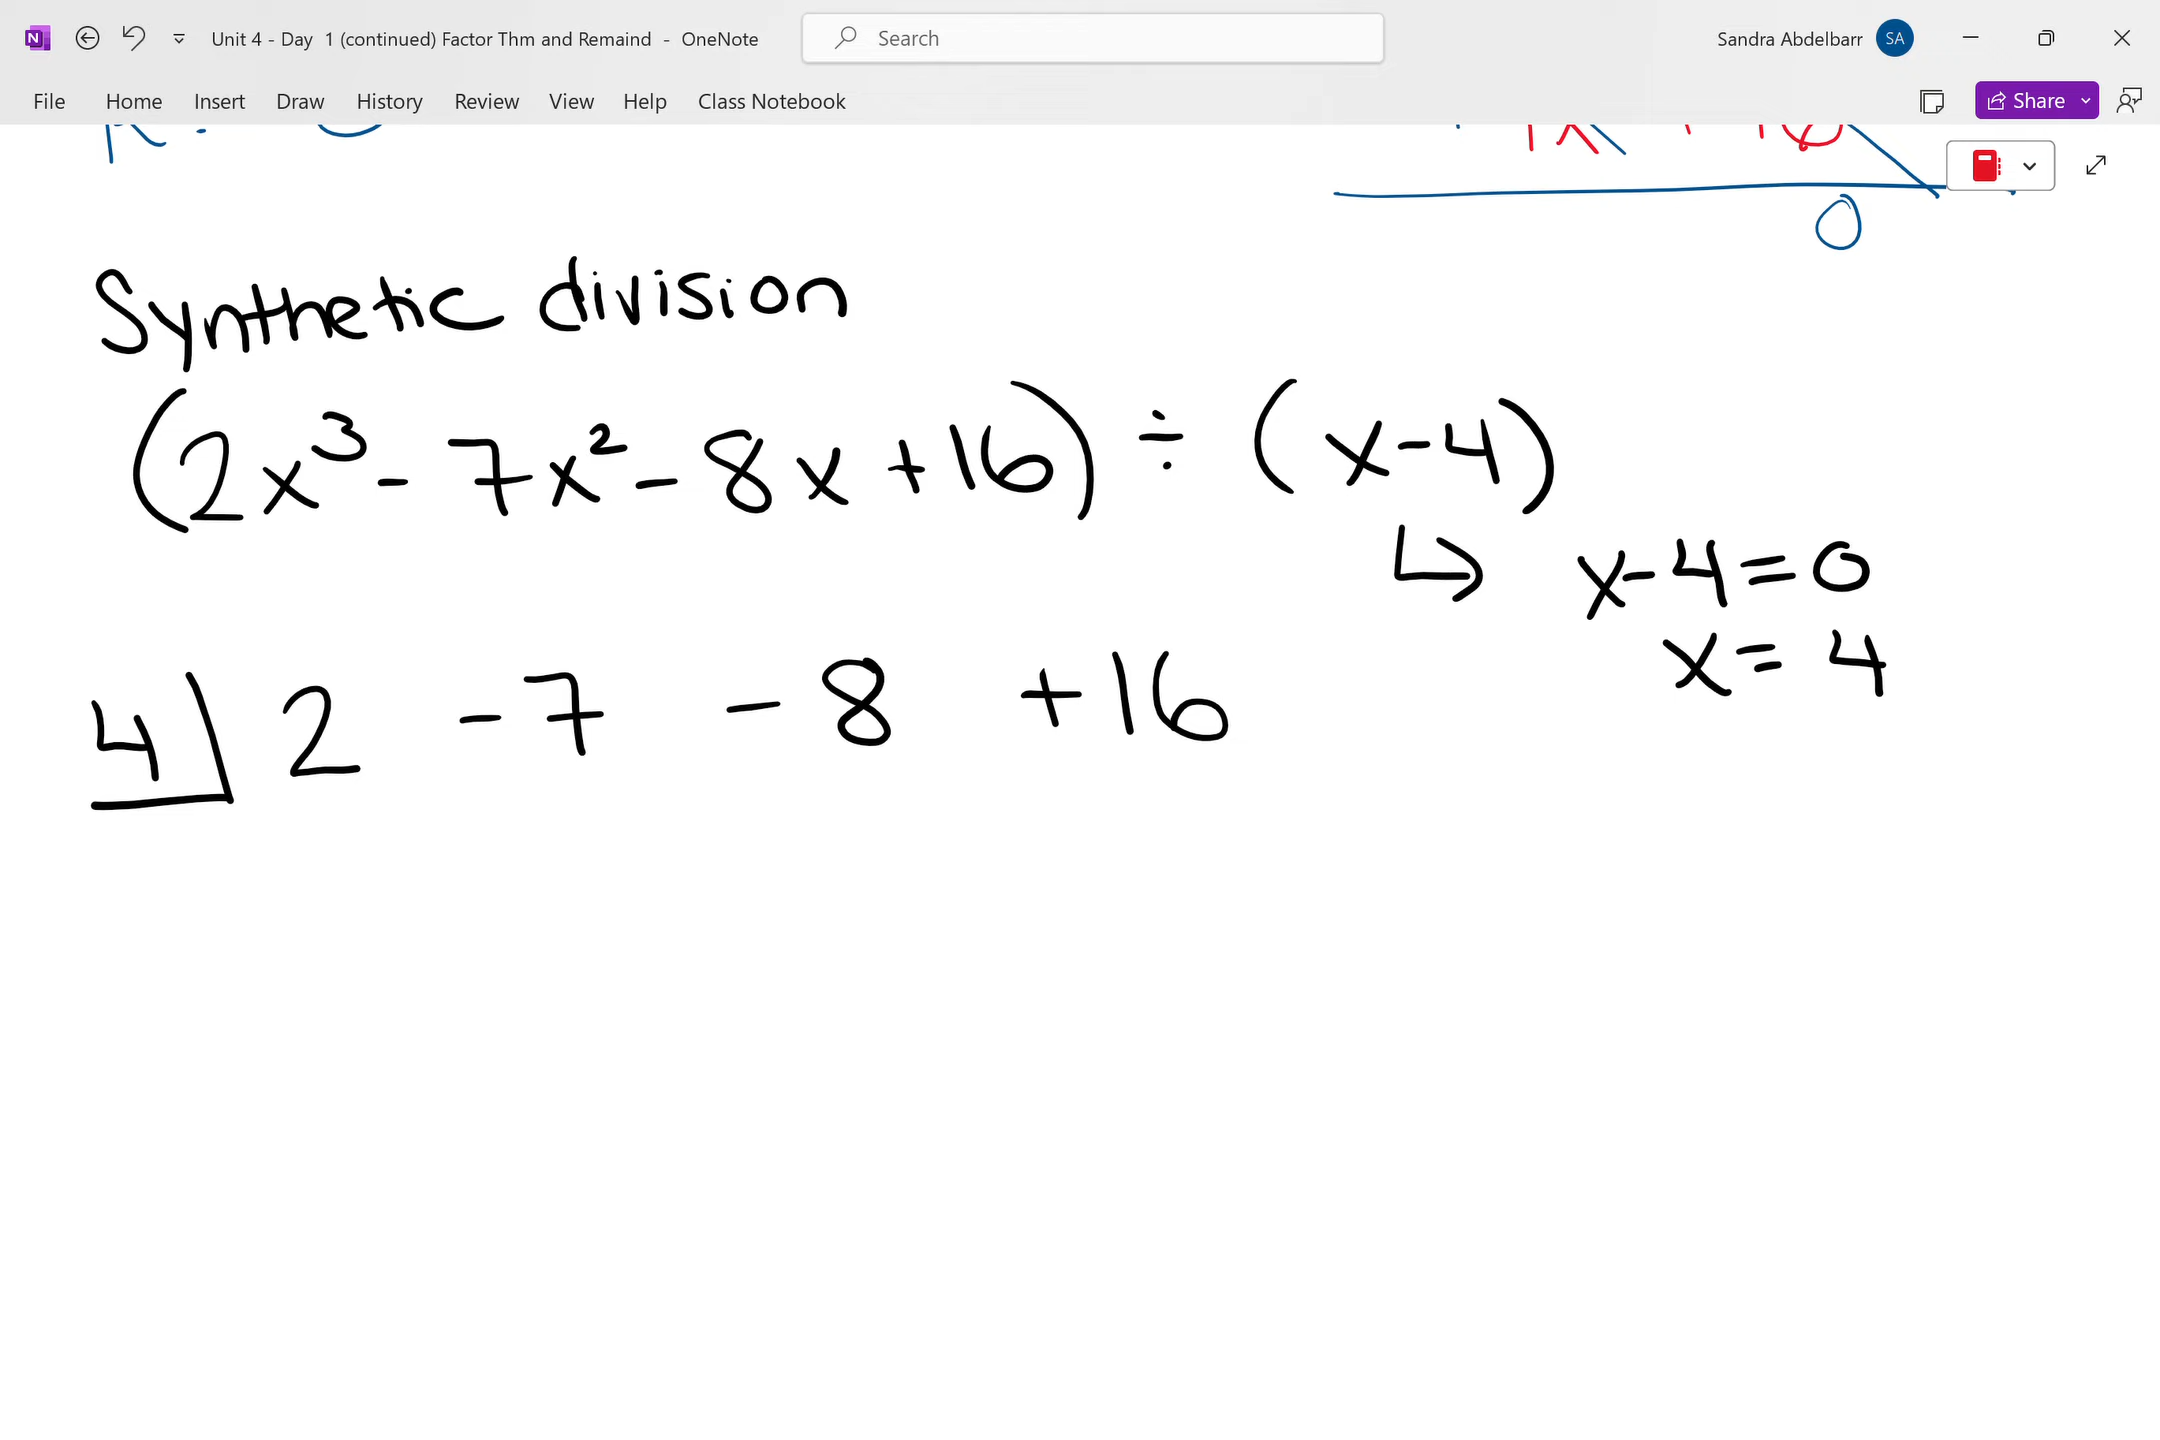 Unit 4 - Day 1 (continued) Factor Thm and Remaind - OneNote
Search
Sandra Abdelbarr SA
File Home Insert Draw History Review View Help Class Notebook
Share
0
Synthetic division
(2x³ - 7x² - 8x + 16) ÷ (x - 4)
↳ x - 4 = 0
x = 4
4 | 2 - 7 - 8 + 16